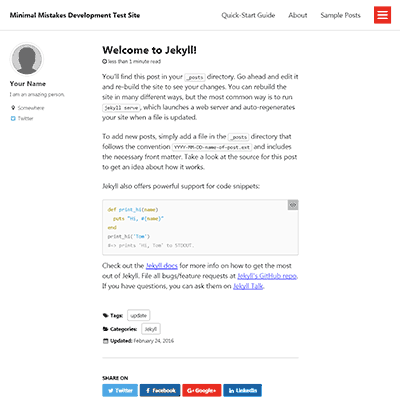 Minimal Mistakes Development Test Site
Quick-Start Guide About Sample Posts
Your Name
I am an amazing person.
Somewhere
Twitter
Welcome to Jekyll!
less than 1 minute read
You'll find this post in your _posts directory. Go ahead and edit it
and re-build the site to see your changes. You can rebuild the
site in many different ways, but the most common way is to run
jekyll serve, which launches a web server and auto-regenerates
your site when a file is updated.
To add new posts, simply add a file in the _posts directory that
follows the convention YYYY-MM-DD-name-of-post.ext and includes
the necessary front matter. Take a look at the source for this post
to get an idea about how it works.
Jekyll also offers powerful support for code snippets:
</>
def print_hi(name)
puts "Hi, #{name}"
end
print_hi('Tom')
#=> prints 'Hi, Tom' to STDOUT.
Check out the Jekyll docs for more info on how to get the most
out of Jekyll. File all bugs/feature requests at Jekyll's GitHub repo.
If you have questions, you can ask them on Jekyll Talk.
Tags: update
Categories: Jekyll
Updated: February 24, 2016
SHARE ON
Twitter Facebook Google+ LinkedIn